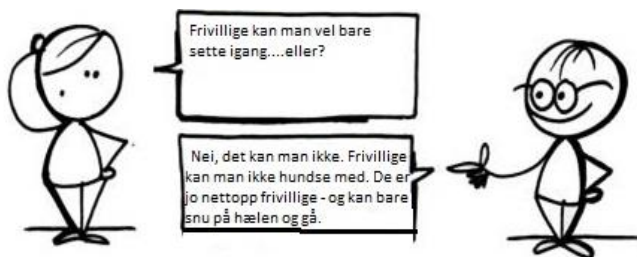 Frivillige kan man vel bare
sette igang....eller?
Nei, det kan man ikke. Frivillige
kan man ikke hundse med. De er
jo nettopp frivillige - og kan bare
snu på hælen og gå.